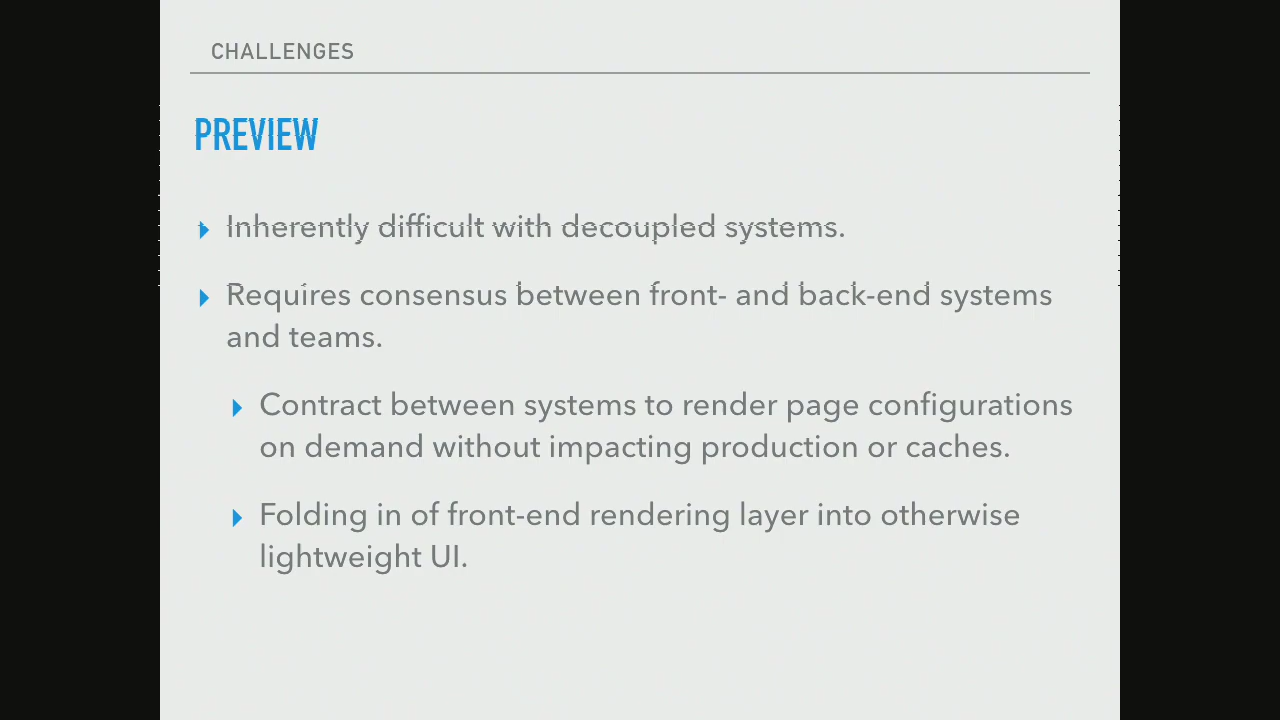 CHALLENGES
PREVIEW
Inherently difficult with decoupled systems.
Requires consensus between front- and back-end systems
and teams.
Contract between systems to render page configurations
on demand without impacting production or caches.
Folding in of front-end rendering layer into otherwise
lightweight UI.